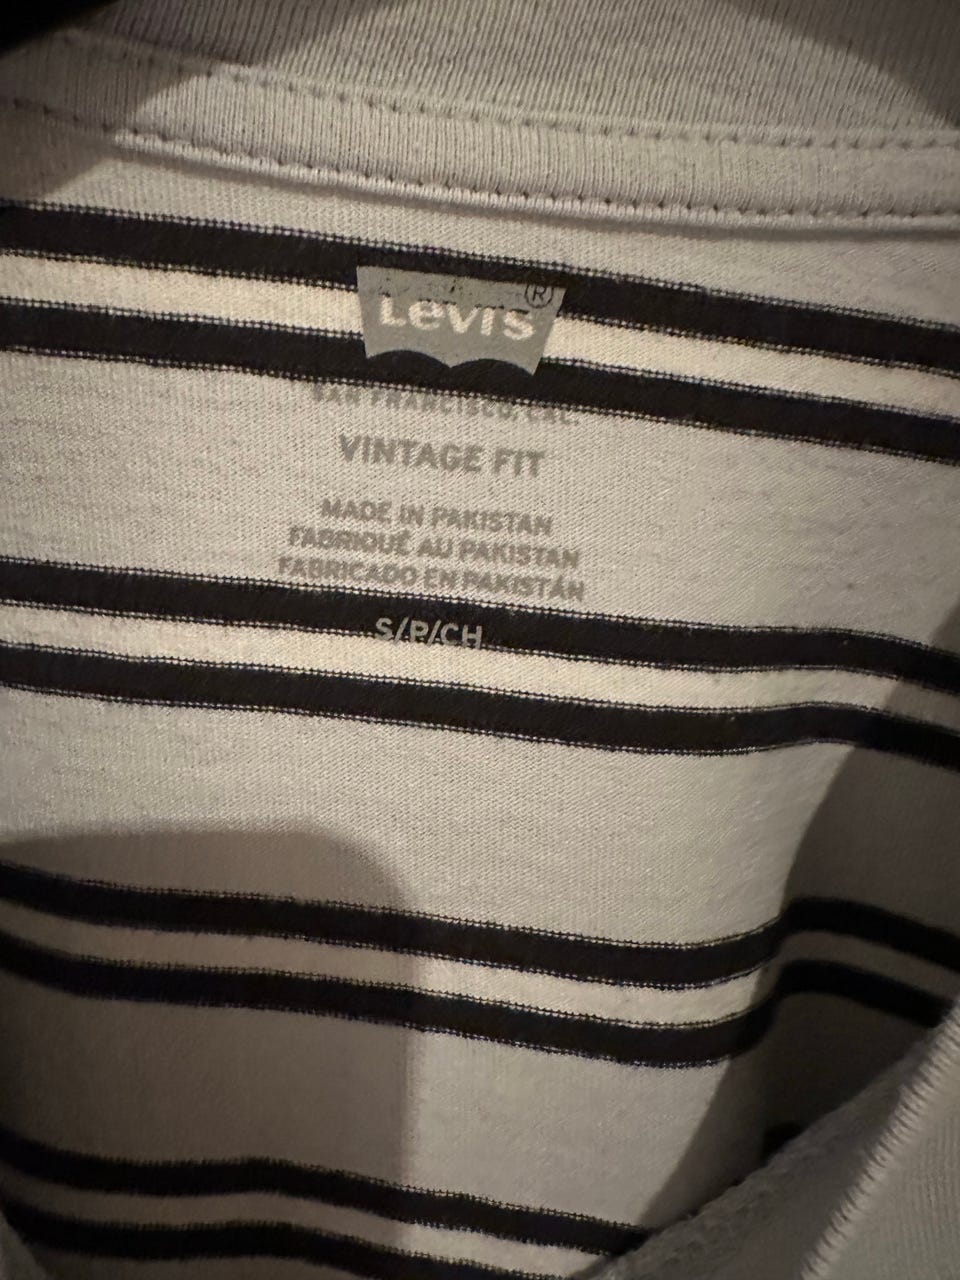 Levi's ®
SAN FRANCISCO, CAL.
VINTAGE FIT
MADE IN PAKISTAN
FABRIQUÉ AU PAKISTAN
FABRICADO EN PAKISTÁN
S/P/CH